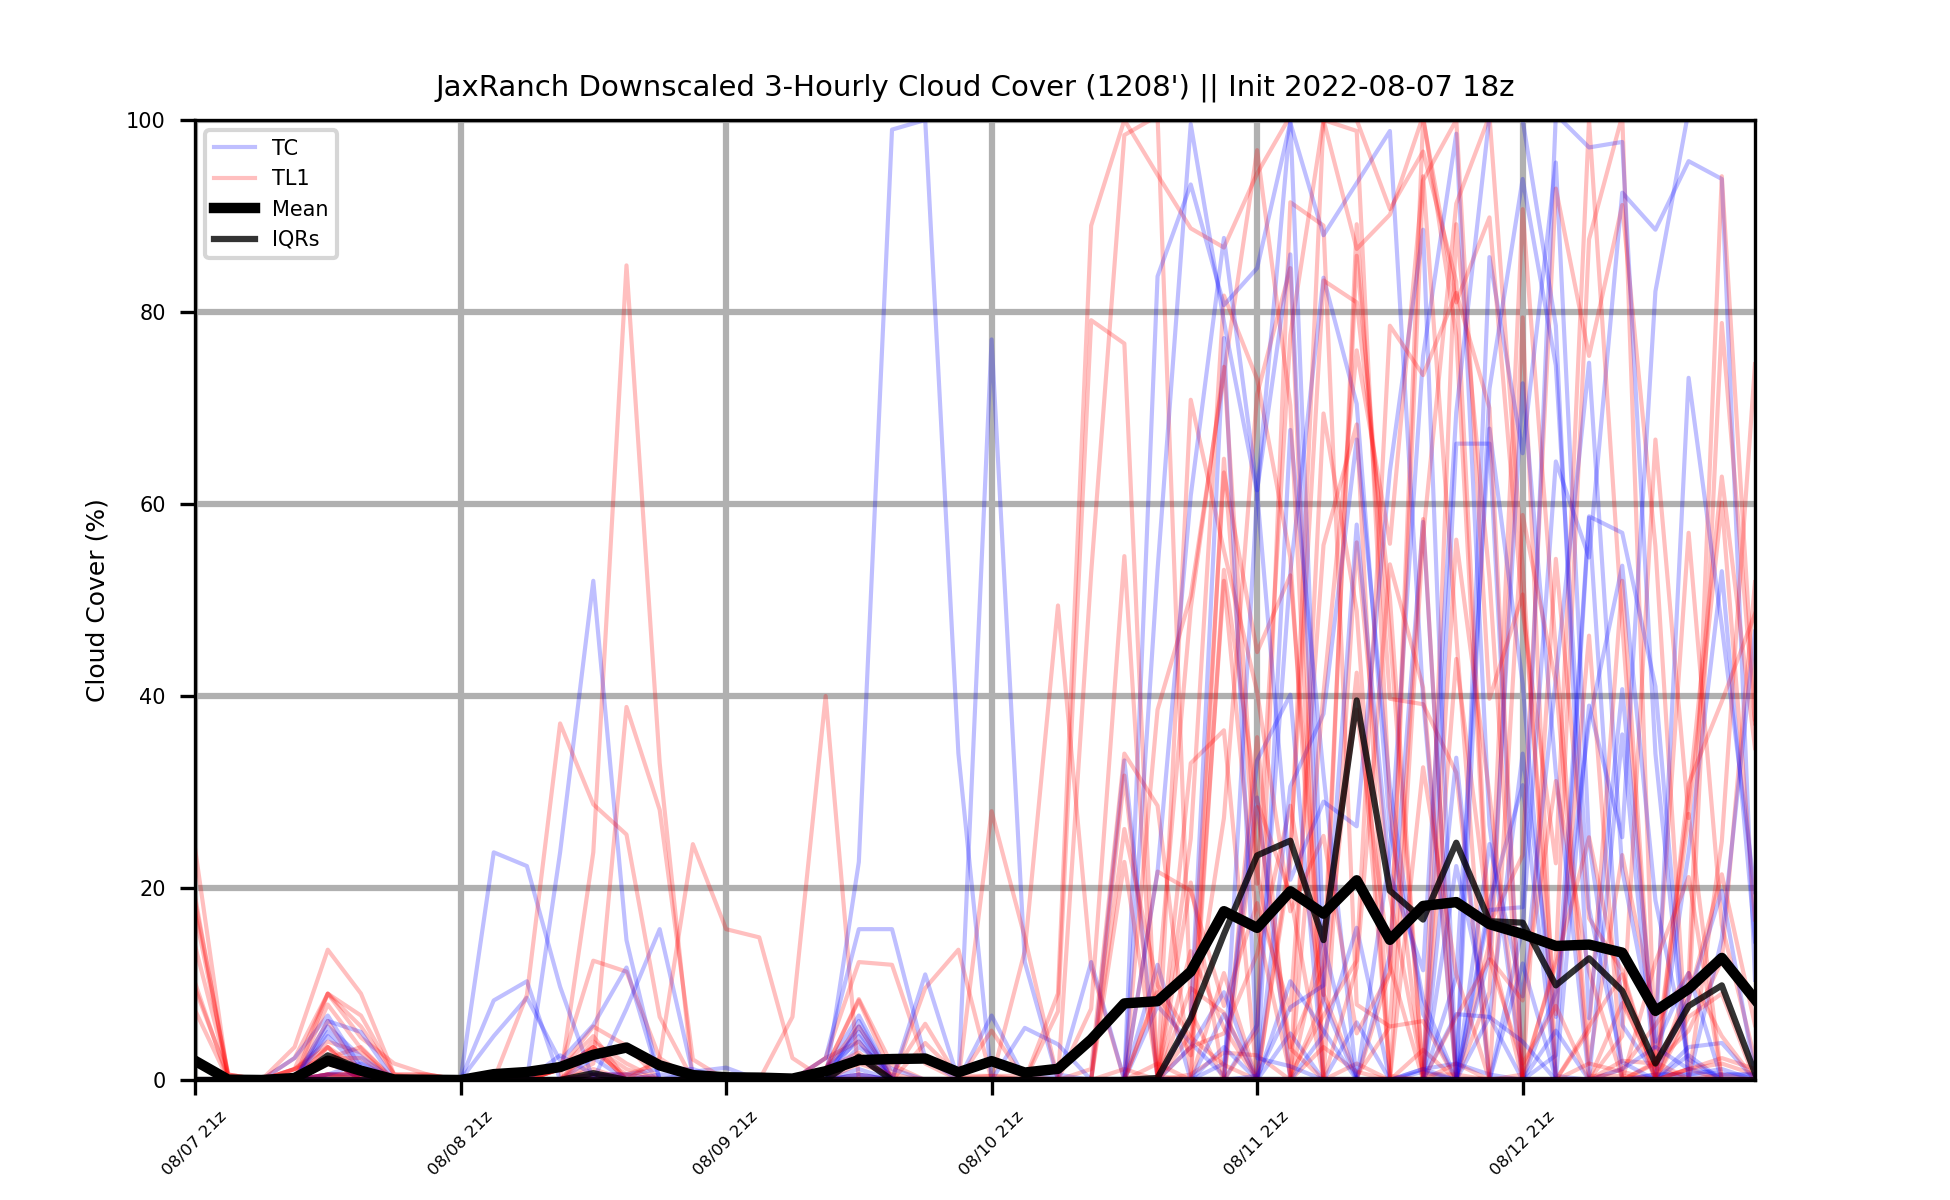 JaxRanch Downscaled 3-Hourly Cloud Cover (1208') || Init 2022-08-07 18z
100
80
60
40
20
0
Cloud Cover (%)
TC
TL1
Mean
IQRs
08/07 21z
08/08 21z
08/09 21z
08/10 21z
08/11 21z
08/12 21z